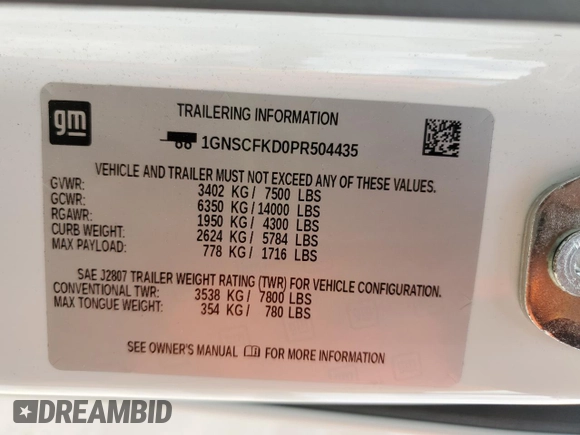 gm
TRAILERING INFORMATION
1GNSCFKD0PR504435
VEHICLE AND TRAILER MUST NOT EXCEED ANY OF THESE VALUES.
GVWR: 3402 KG / 7500 LBS
GCWR: 6350 KG / 14000 LBS
RGAWR: 1950 KG / 4300 LBS
CURB WEIGHT: 2624 KG / 5784 LBS
MAX PAYLOAD: 778 KG / 1716 LBS
SAE J2807 TRAILER WEIGHT RATING (TWR) FOR VEHICLE CONFIGURATION.
CONVENTIONAL TWR: 3538 KG / 7800 LBS
MAX TONGUE WEIGHT: 354 KG / 780 LBS
SEE OWNER'S MANUAL FOR MORE INFORMATION
DREAMBID